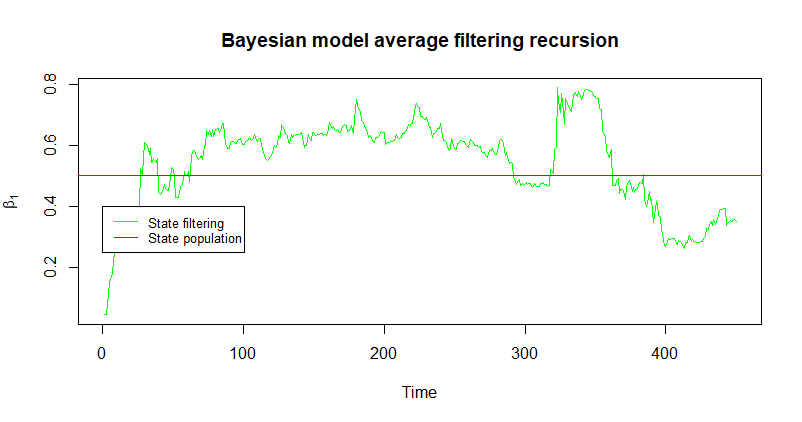 Bayesian model average filtering recursion
β1
0.8
0.6
0.4
0.2
State filtering
State population
0 100 200 300 400
Time